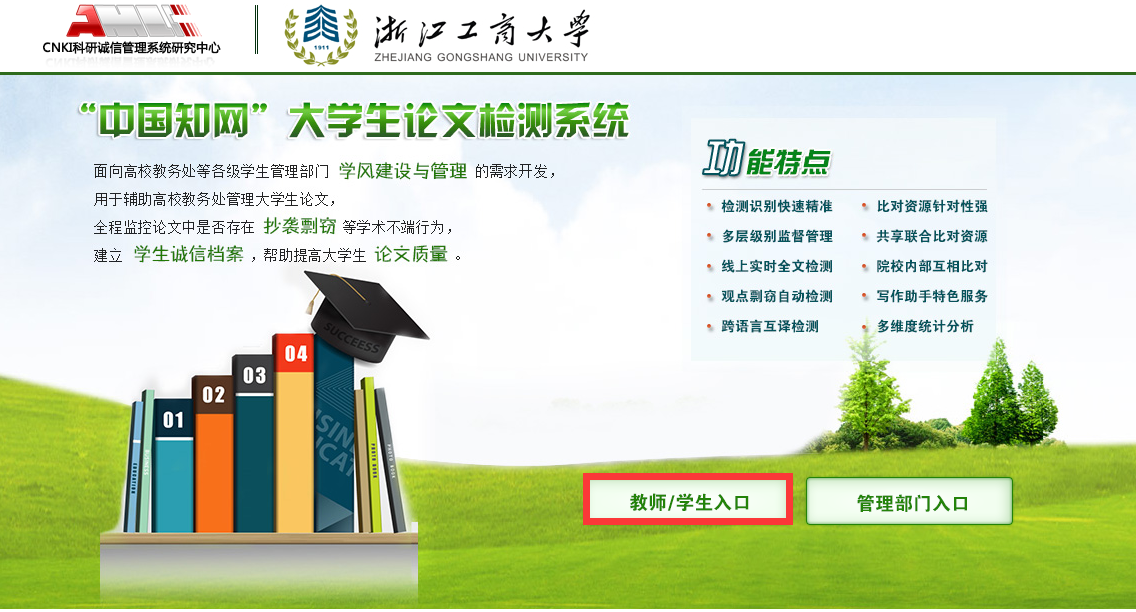 CNKI科研诚信管理系统研究中心
1911
浙江工商大学
ZHEJIANG GONGSHANG UNIVERSITY
“中国知网”大学生论文检测系统
面向高校教务处等各级学生管理部门 学风建设与管理 的需求开发，
用于辅助高校教务处管理大学生论文，
全程监控论文中是否存在 抄袭剽窃 等学术不端行为，
建立 学生诚信档案 ，帮助提高大学生 论文质量 。
功能特点
检测识别快速精准 比对资源针对性强
多层级别监督管理 共享联合比对资源
线上实时全文检测 院校内部互相比对
观点剽窃自动检测 写作助手特色服务
跨语言互译检测 多维度统计分析
SUCCEESS
01
02
03
04
教师/学生入口
管理部门入口